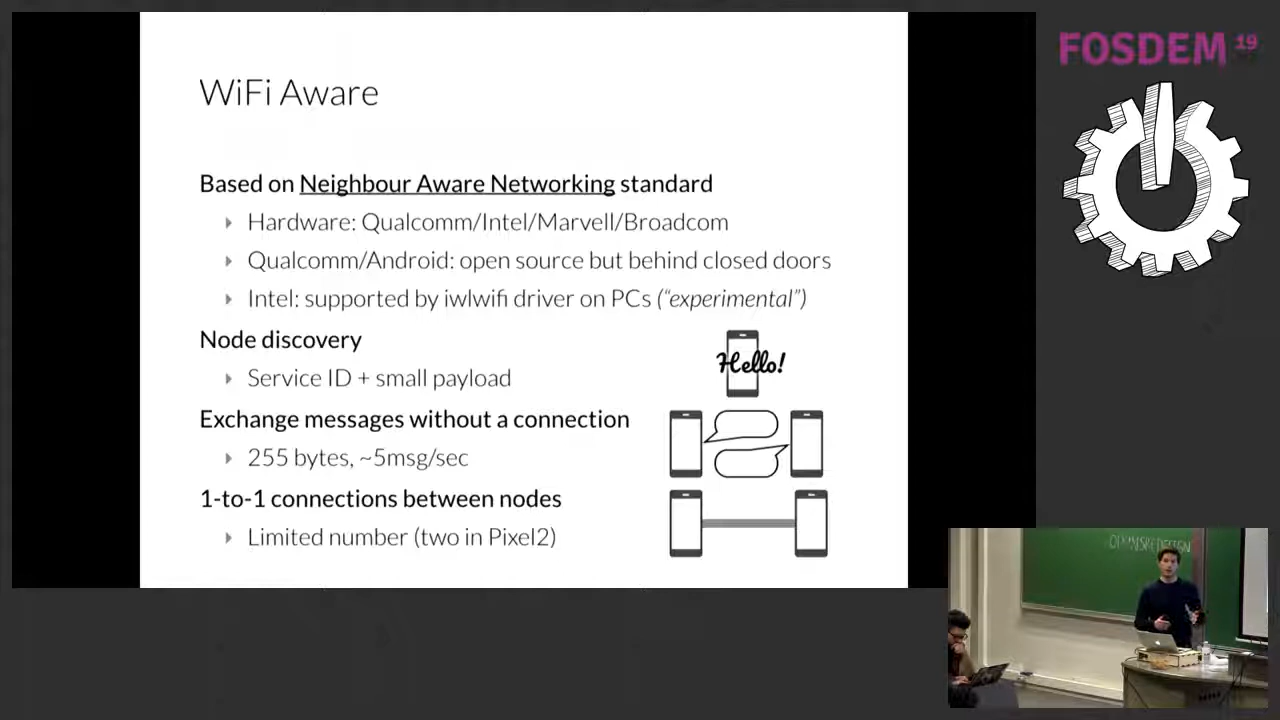 WiFi Aware
Based on Neighbour Aware Networking standard
Hardware: Qualcomm/Intel/Marvell/Broadcom
Qualcomm/Android: open source but behind closed doors
Intel: supported by iwlwifi driver on PCs (“experimental”)
Node discovery
Service ID + small payload
Hello!
Exchange messages without a connection
255 bytes, ~5msg/sec
1-to-1 connections between nodes
Limited number (two in Pixel2)
FOSDEM 19